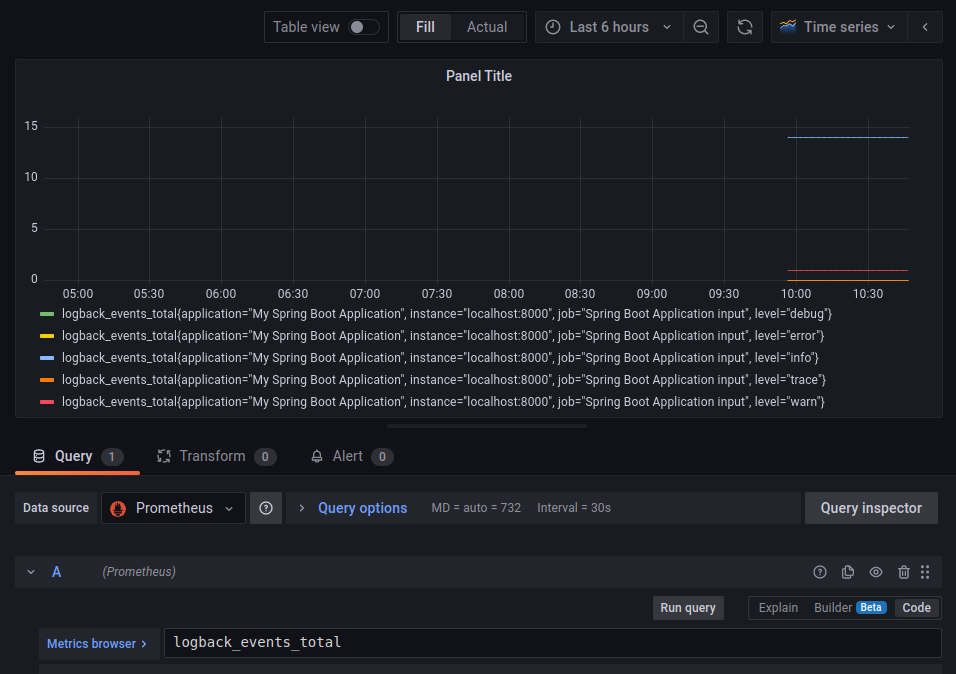 Table view Fill Actual Last 6 hours Time series
Panel Title
15
10
5
0
05:00 05:30 06:00 06:30 07:00 07:30 08:00 08:30 09:00 09:30 10:00 10:30
logback_events_total{application="My Spring Boot Application", instance="localhost:8000", job="Spring Boot Application input", level="debug"}
logback_events_total{application="My Spring Boot Application", instance="localhost:8000", job="Spring Boot Application input", level="error"}
logback_events_total{application="My Spring Boot Application", instance="localhost:8000", job="Spring Boot Application input", level="info"}
logback_events_total{application="My Spring Boot Application", instance="localhost:8000", job="Spring Boot Application input", level="trace"}
logback_events_total{application="My Spring Boot Application", instance="localhost:8000", job="Spring Boot Application input", level="warn"}
Query 1 Transform 0 Alert 0
Data source Prometheus Query options MD = auto = 732 Interval = 30s Query inspector
A (Prometheus)
Run query Explain Builder Beta Code
Metrics browser > logback_events_total